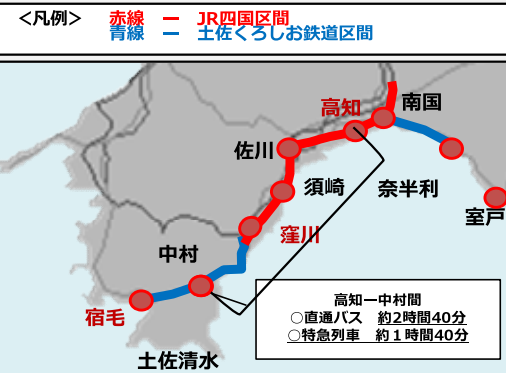 <凡例> 赤線 ー JR四国区間
青線 ー 土佐くろしお鉄道区間
高知
南国
佐川
須崎
奈半利
室戸
窪川
中村
宿毛
土佐清水
高知ー中村間
○直通バス 約2時間40分
○特急列車 約１時間40分